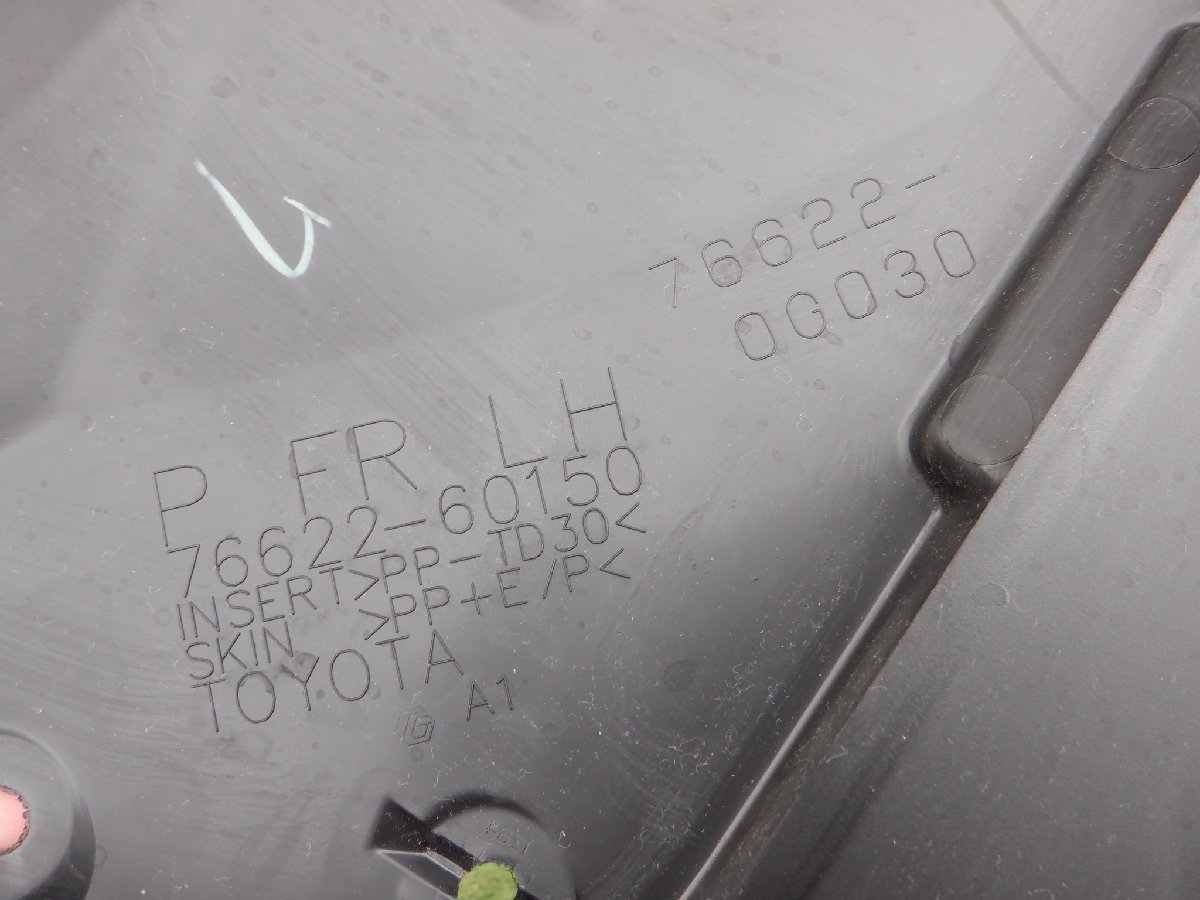 76622-
0G030
P FR LH
76622-60150
INSERT>PP-TD30<
SKIN >PP+E/P<
TOYOTA
A1